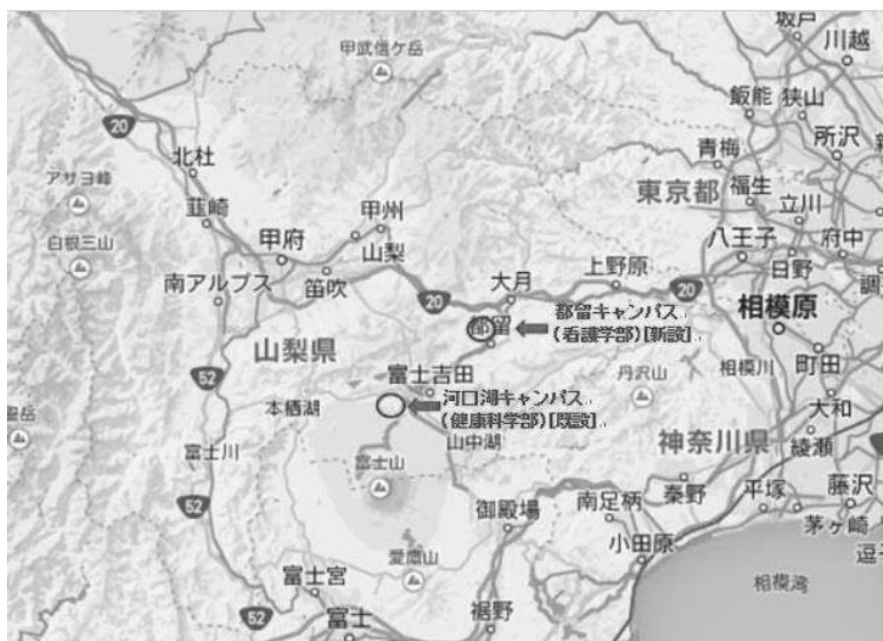 坂戸
川越
甲武信ケ岳
飯能
狭山
20
所沢
北杜
青梅
アサヨ峰
東京都
福生
韮崎
甲州
立川
白根三山
甲府
山梨
八王子
府中
日野
南アルプス
笛吹
大月
上野原
20
20
調
都留
都留キャンパス
(看護学部)[新設]
相模原
山梨県
52
富士吉田
丹沢山
相模川
町田
本栖湖
河口湖キャンパス
(健康科学部)[既設]
大和
山中湖
神奈川県
綾瀬
富士川
富士山
52
御殿場
南足柄
秦野
平塚
藤沢
茅ヶ崎
小田原
愛鷹山
富士宮
相模湾
52
富士
裾野